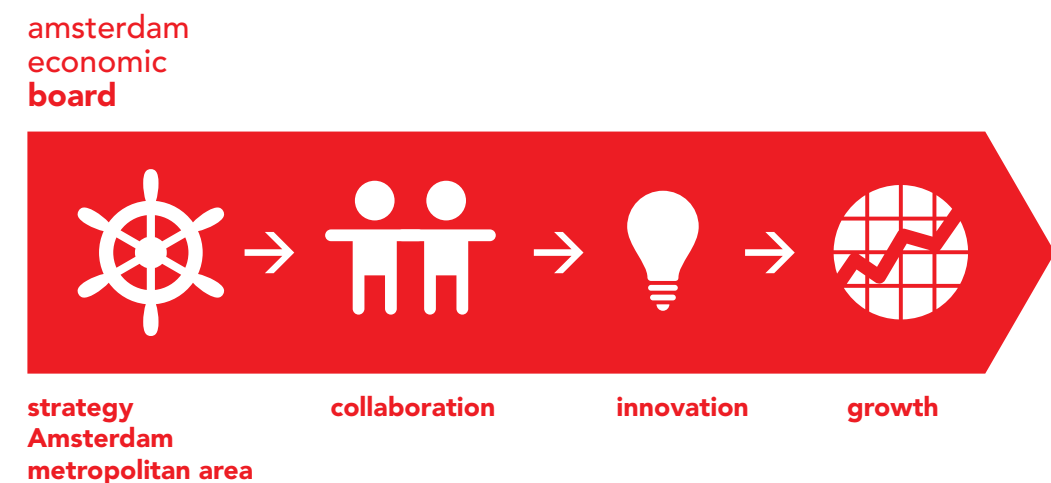 amsterdam
economic
board
strategy
Amsterdam
metropolitan area
collaboration
innovation
growth